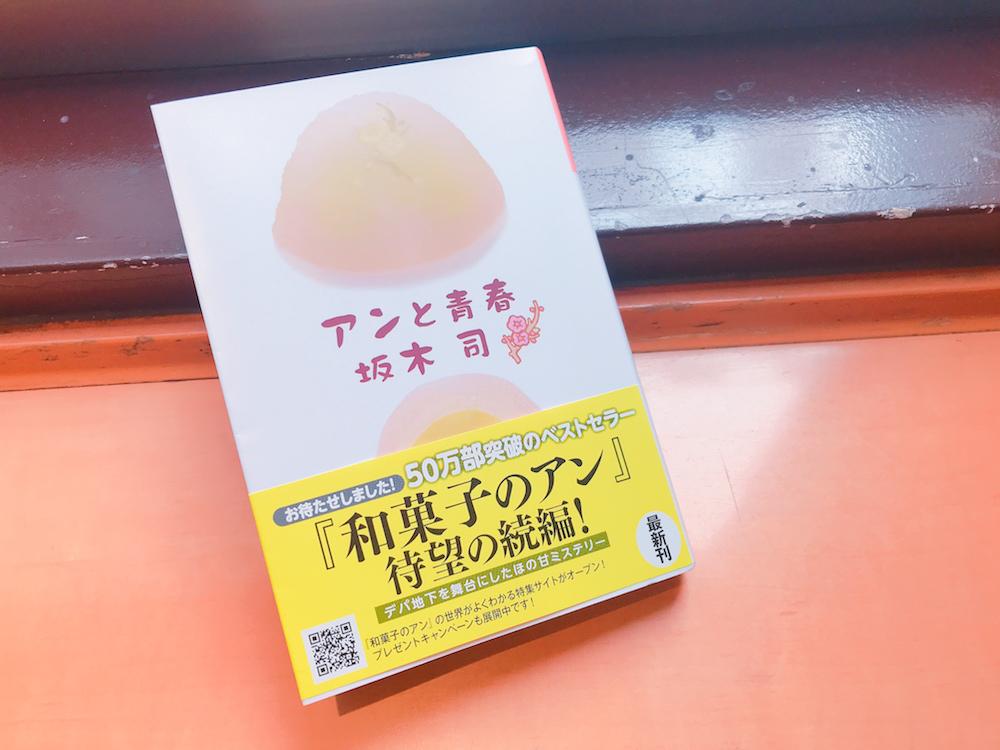 アンと青春
坂木 司
お待たせしました!
50万部突破のベストセラー
『和菓子のアン』
待望の続編!
最新刊
デパ地下を舞台にしたほの甘ミステリー
『和菓子のアン』の世界がよくわかる特集サイトがオープン!
プレゼントキャンペーンも展開中です!